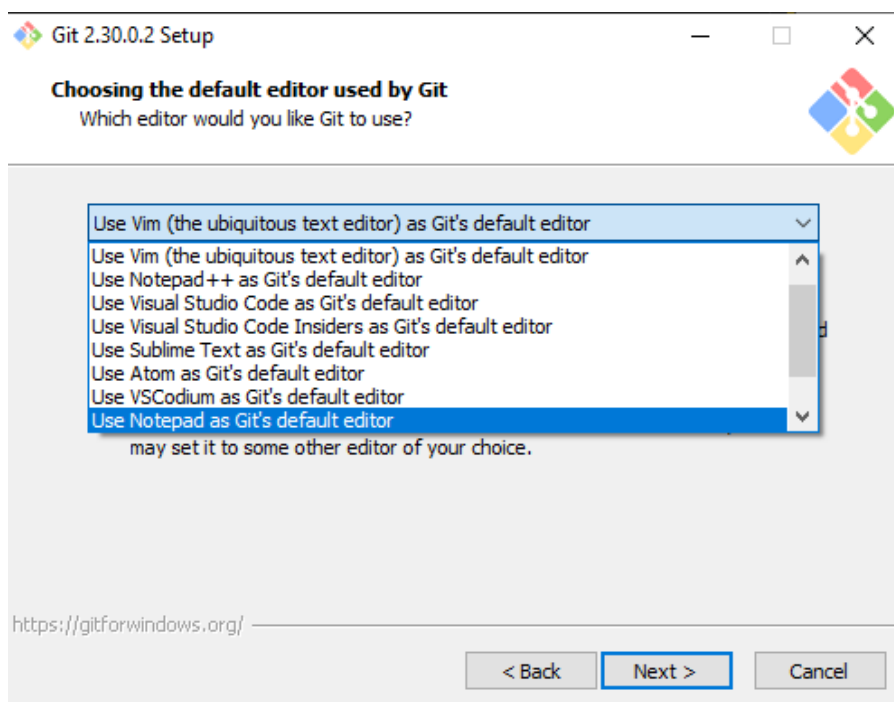 Git 2.30.0.2 Setup
Choosing the default editor used by Git
Which editor would you like Git to use?
Use Vim (the ubiquitous text editor) as Git's default editor
Use Vim (the ubiquitous text editor) as Git's default editor
Use Notepad++ as Git's default editor
Use Visual Studio Code as Git's default editor
Use Visual Studio Code Insiders as Git's default editor
Use Sublime Text as Git's default editor
Use Atom as Git's default editor
Use VSCodium as Git's default editor
Use Notepad as Git's default editor
may set it to some other editor of your choice.
https://gitforwindows.org/
< Back Next > Cancel